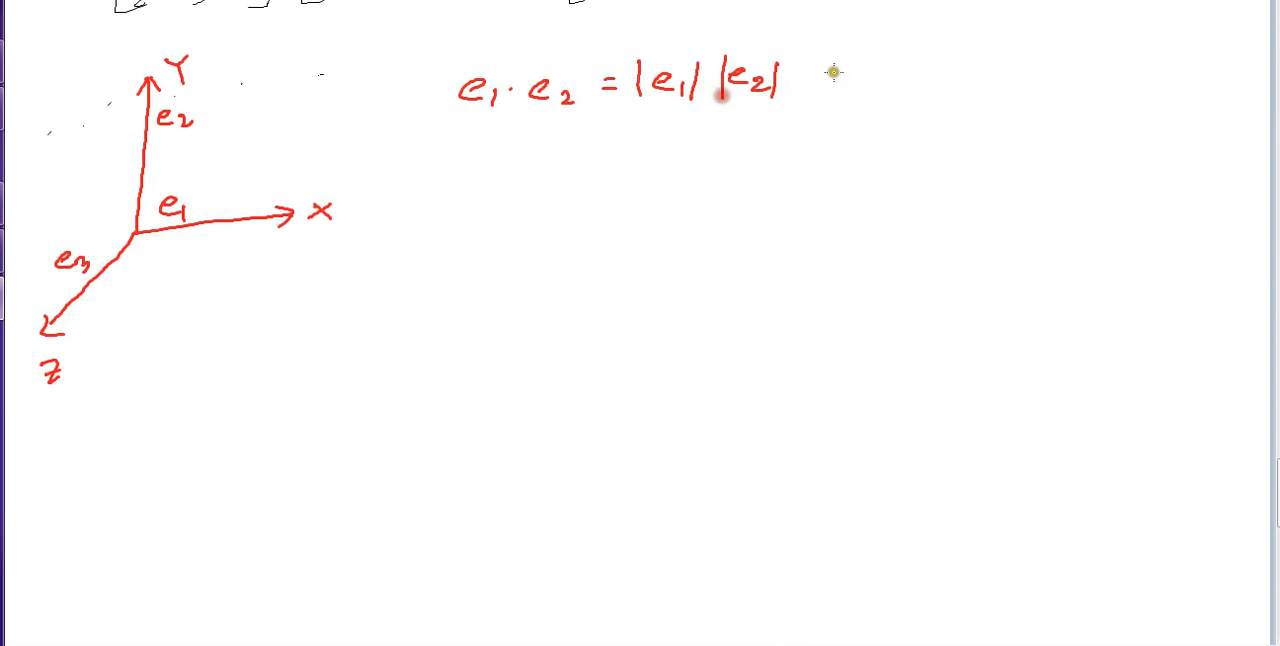 Y
e2
e1 · e2 = |e1| |e2|
e1
X
e3
Z